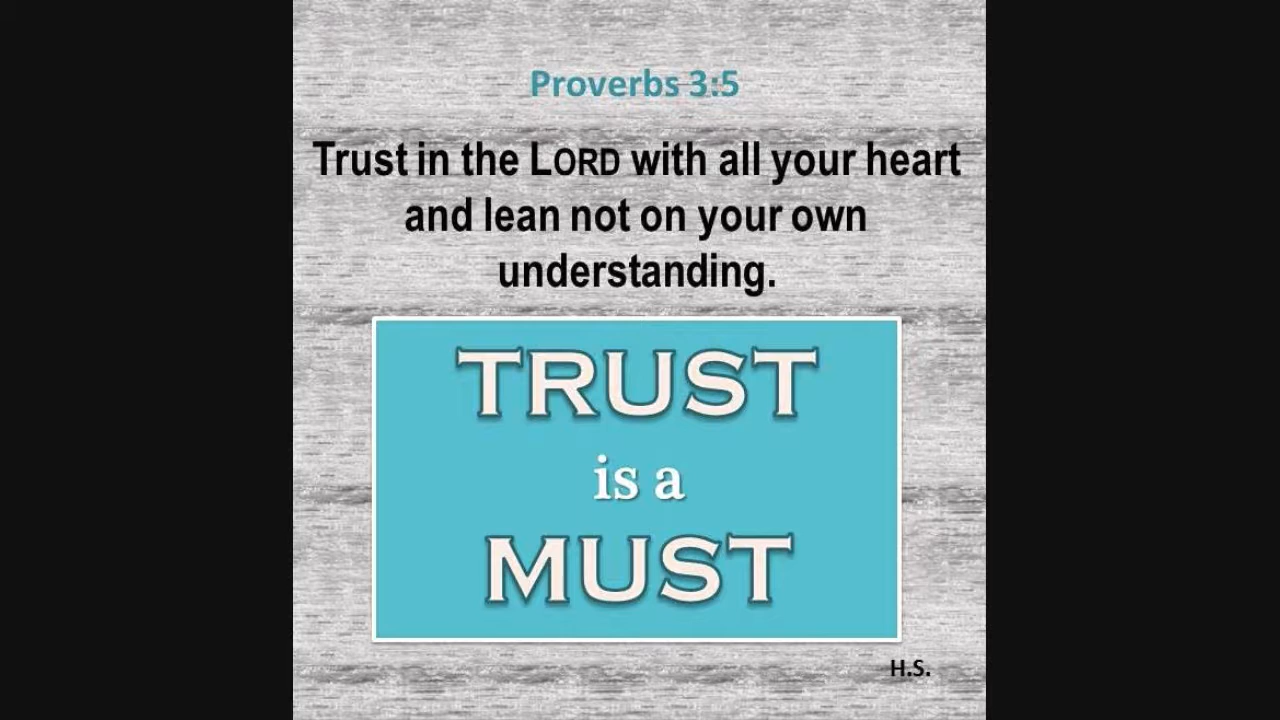 Proverbs 3:5
Trust in the LORD with all your heart
and lean not on your own
understanding.
TRUST
is a
MUST
H.S.